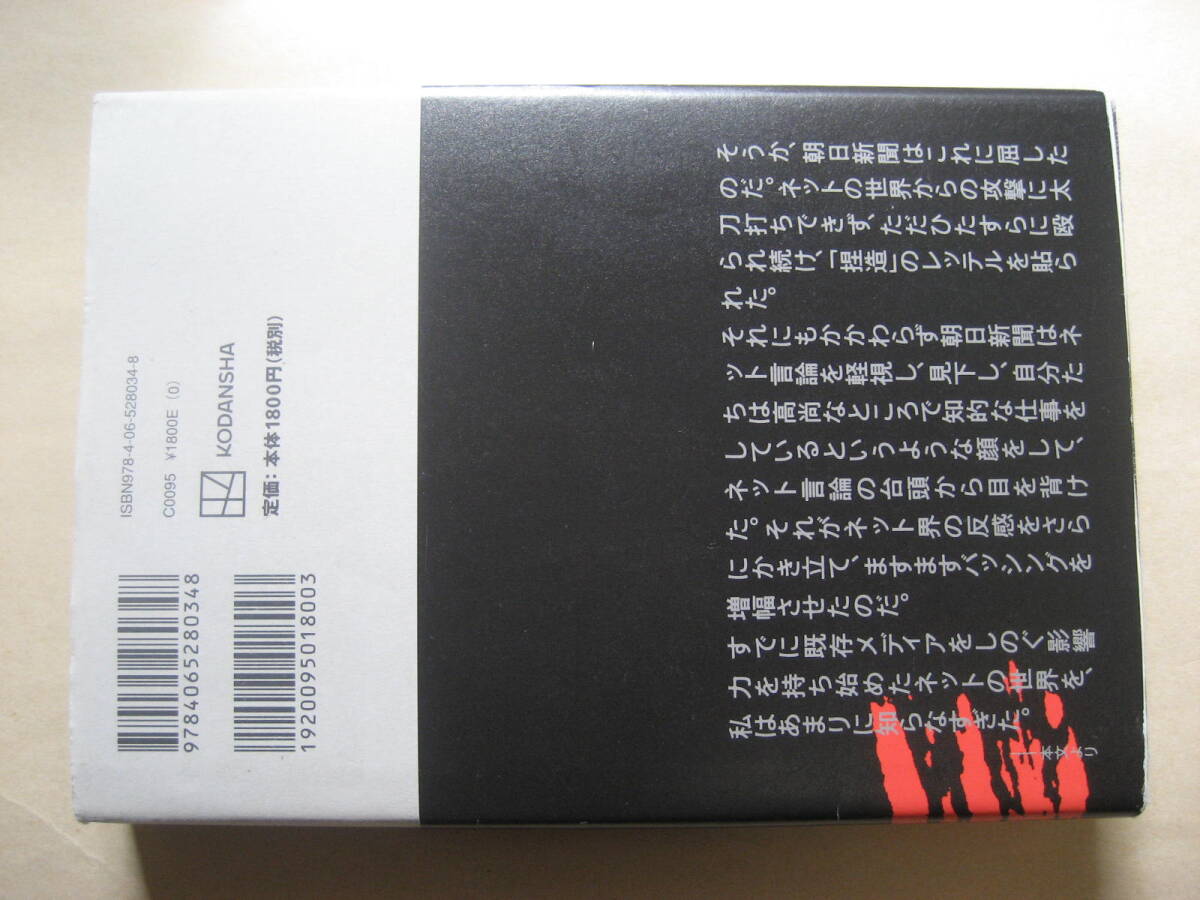 そうか、朝日新聞はこれに屈した
のだ。ネットの世界からの攻撃に太
刀打ちできず、ただひたすらに殴
られ続け、「捏造」のレッテルを貼ら
れた。
それにもかかわらず朝日新聞はネ
ット言論を軽視し、見下し、自分た
ちは高尚なところで知的な仕事を
しているというような顔をして、
ネット言論の台頭から目を背け
た。それがネット界の反感をさら
にかき立て、ますますバッシングを
増幅させたのだ。
すでに既存メディアをしのぐ影響
力を持ち始めたネットの世界を、
私はあまりに知らなすぎた。
――本文より
ISBN978-4-06-528034-8
C0095 ¥1800E (0)
KODANSHA
定価：本体1800円(税別)
9784065280348
1920095018003